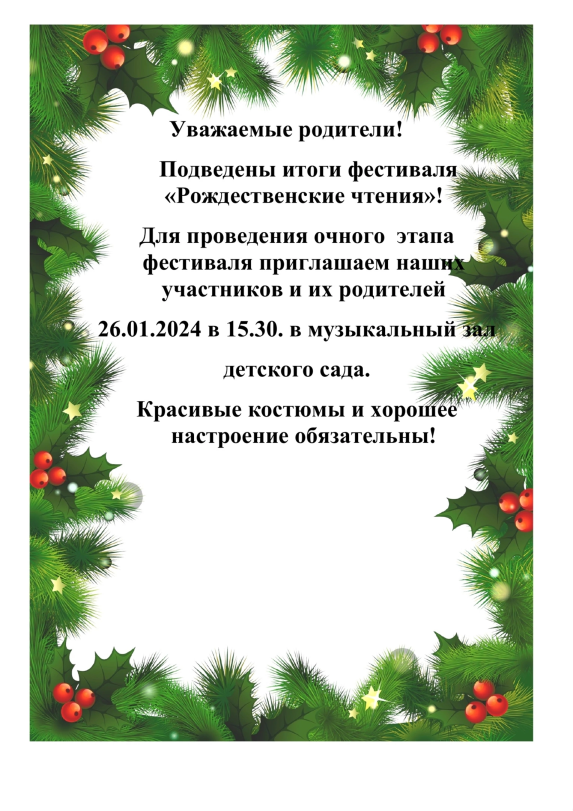 Уважаемые родители!
Подведены итоги фестиваля
«Рождественские чтения»!
Для проведения очного этапа
фестиваля приглашаем наших
участников и их родителей
26.01.2024 в 15.30. в музыкальный зал
детского сада.
Красивые костюмы и хорошее
настроение обязательны!